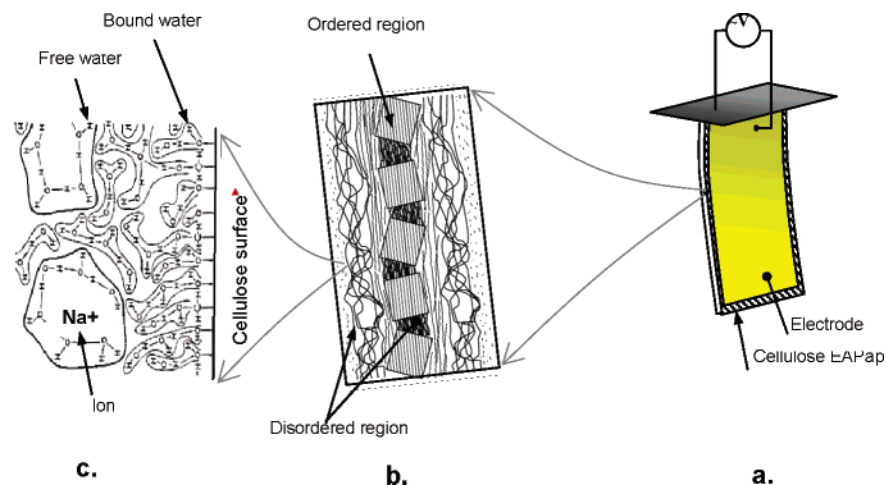 Bound water
Free water
Ordered region
~V
Cellulose surface
Na+
Ion
Disordered region
Electrode
Cellulose EAPap
c.
b.
a.